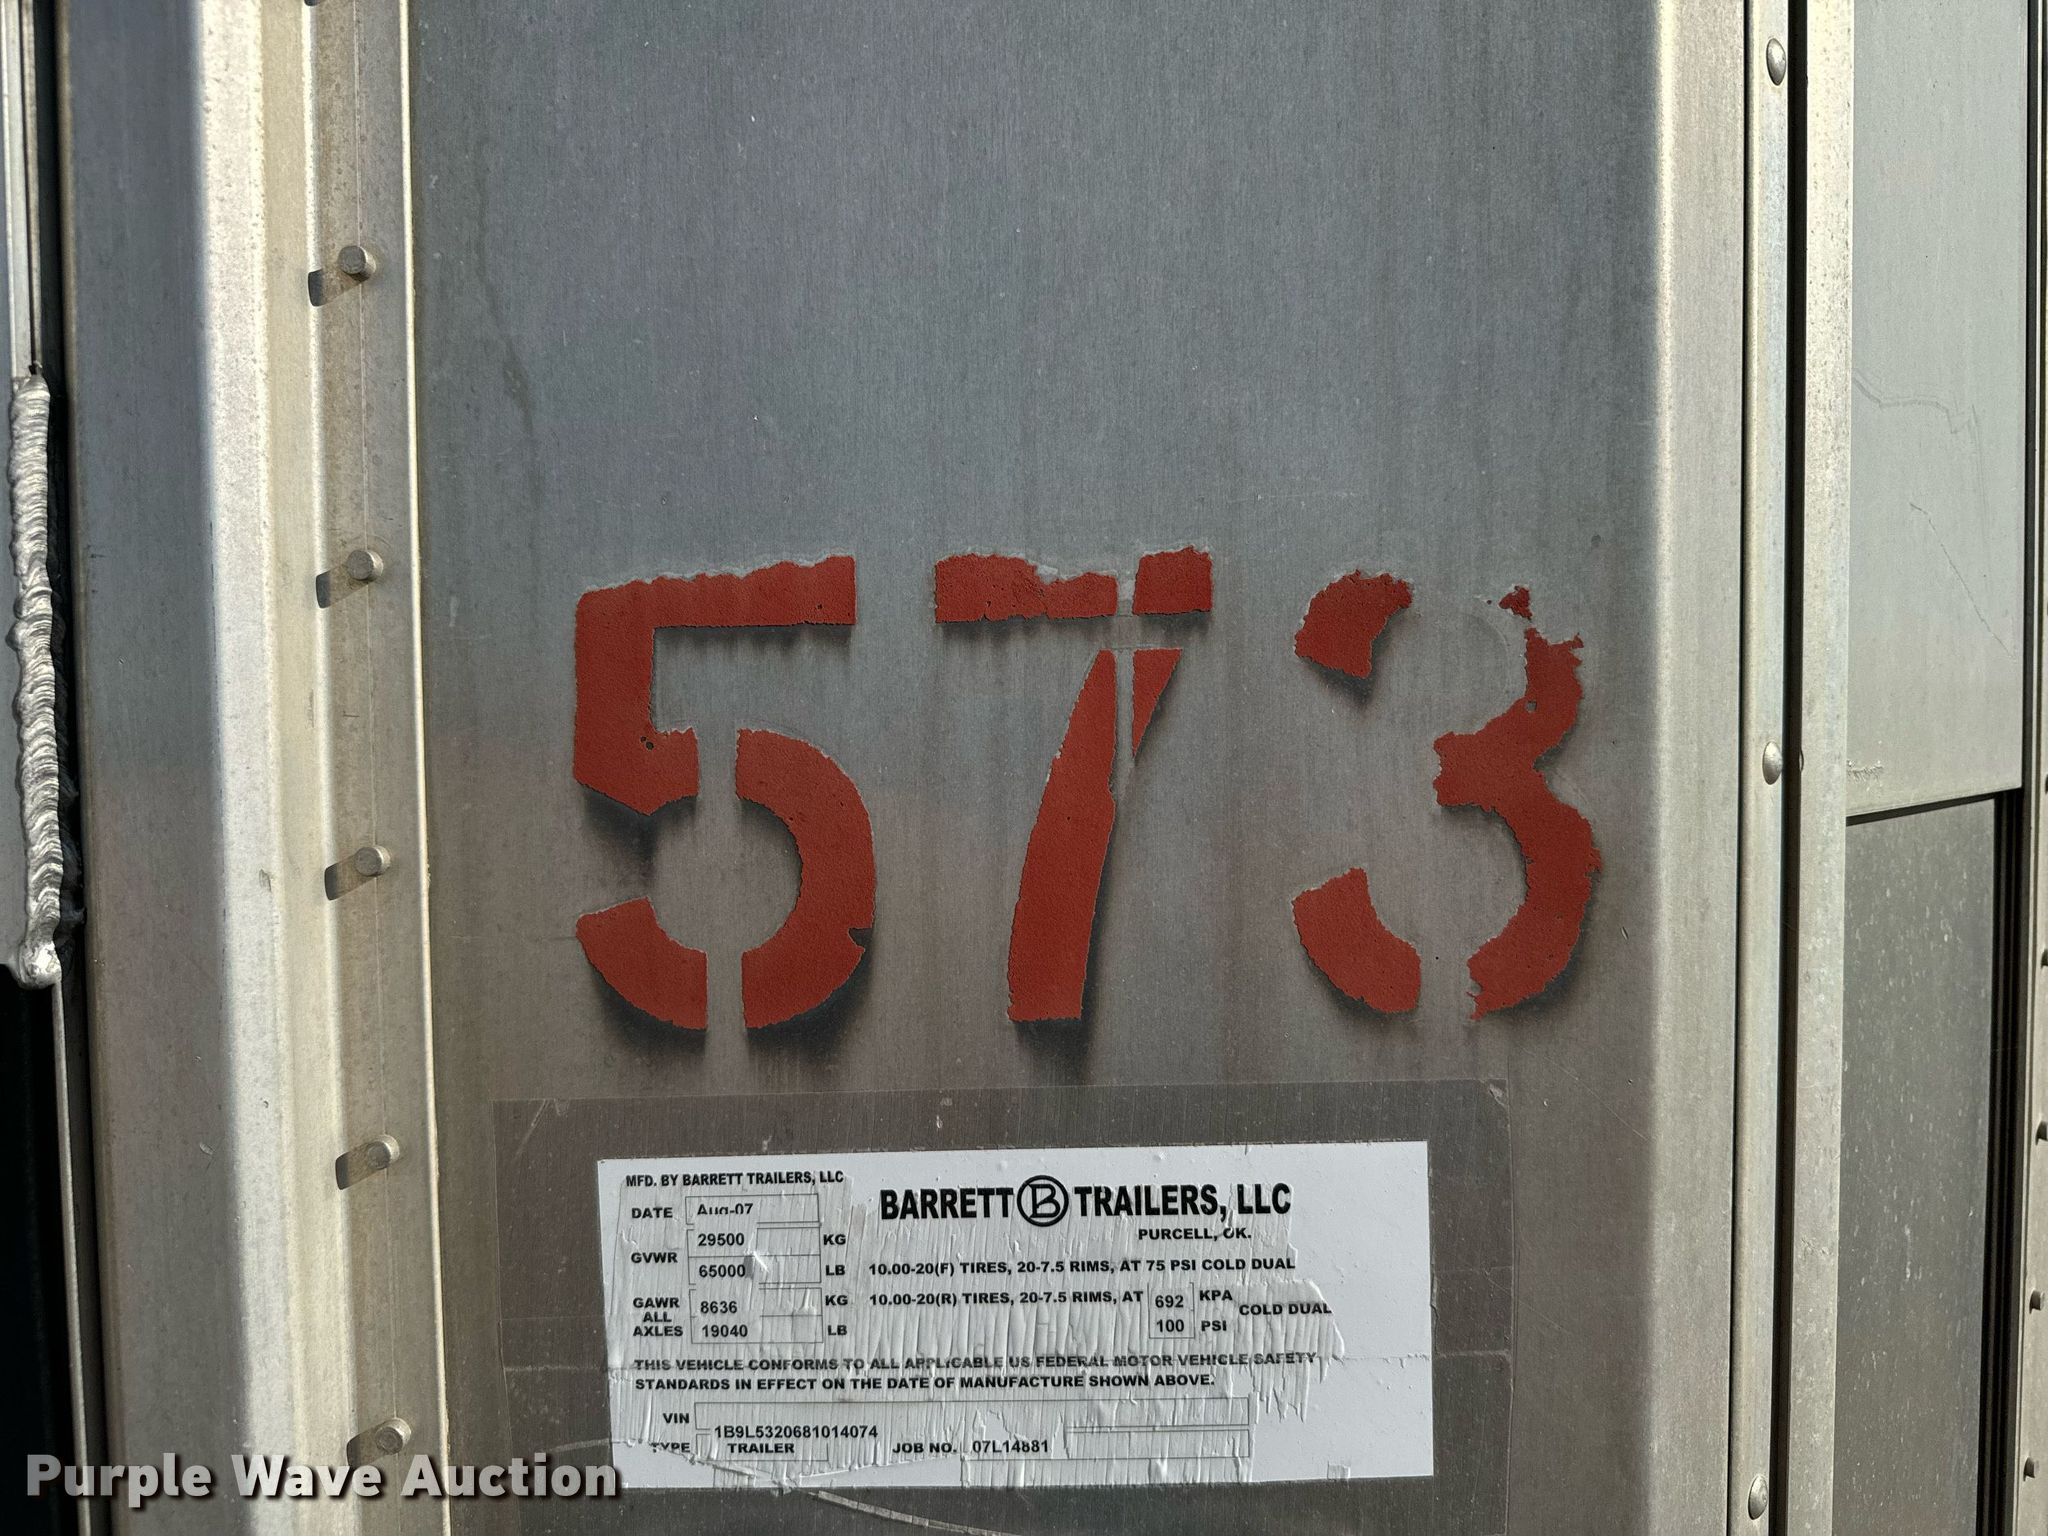 573
MFD. BY BARRETT TRAILERS, LLC
BARRETT B TRAILERS, LLC
PURCELL, OK.
DATE Aug-07
GVWR 29500 KG
65000 LB
10.00-20(F) TIRES, 20-7.5 RIMS, AT 75 PSI COLD DUAL
GAWR ALL AXLES 8636 KG
19040 LB
10.00-20(R) TIRES, 20-7.5 RIMS, AT 692 KPA COLD DUAL
100 PSI
THIS VEHICLE CONFORMS TO ALL APPLICABLE US FEDERAL MOTOR VEHICLE SAFETY
STANDARDS IN EFFECT ON THE DATE OF MANUFACTURE SHOWN ABOVE.
VIN 1B9L5320681014074
TYPE TRAILER JOB NO. 07L14881
Purple Wave Auction